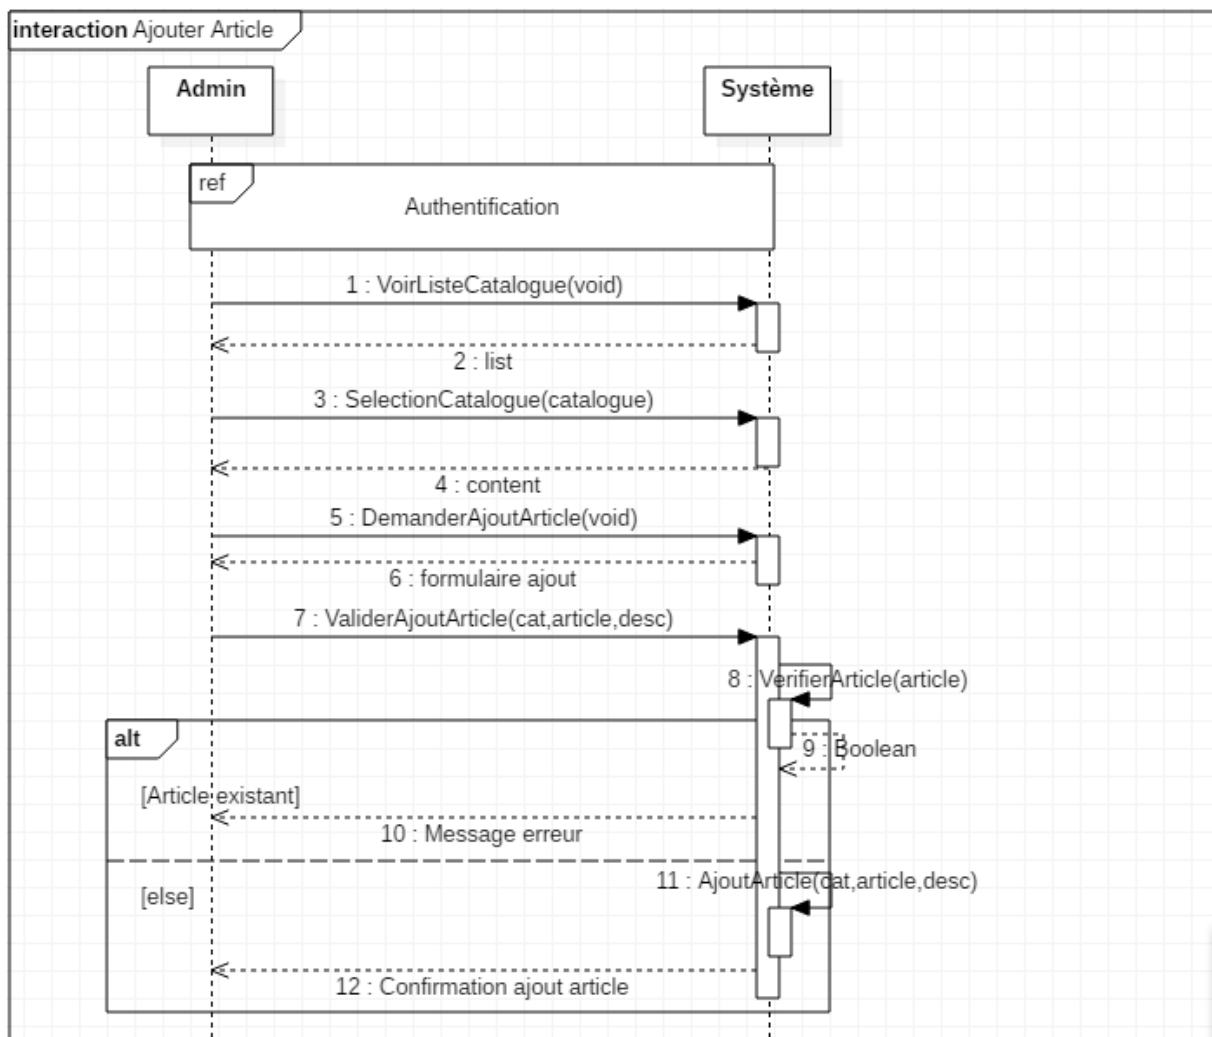 interaction Ajouter Article
Admin
Système
ref
Authentification
1 : VoirListeCatalogue(void)
2 : list
3 : SelectionCatalogue(catalogue)
4 : content
5 : DemanderAjoutArticle(void)
6 : formulaire ajout
7 : ValiderAjoutArticle(cat,article,desc)
8 : VerifierArticle(article)
alt
9 : Boolean
[Article existant]
10 : Message erreur
11 : AjoutArticle(cat,article,desc)
[else]
12 : Confirmation ajout article